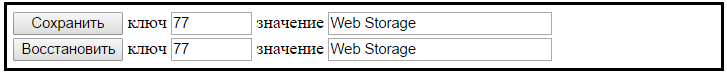 Сохранить ключ 77 значение Web Storage
Восстановить ключ 77 значение Web Storage